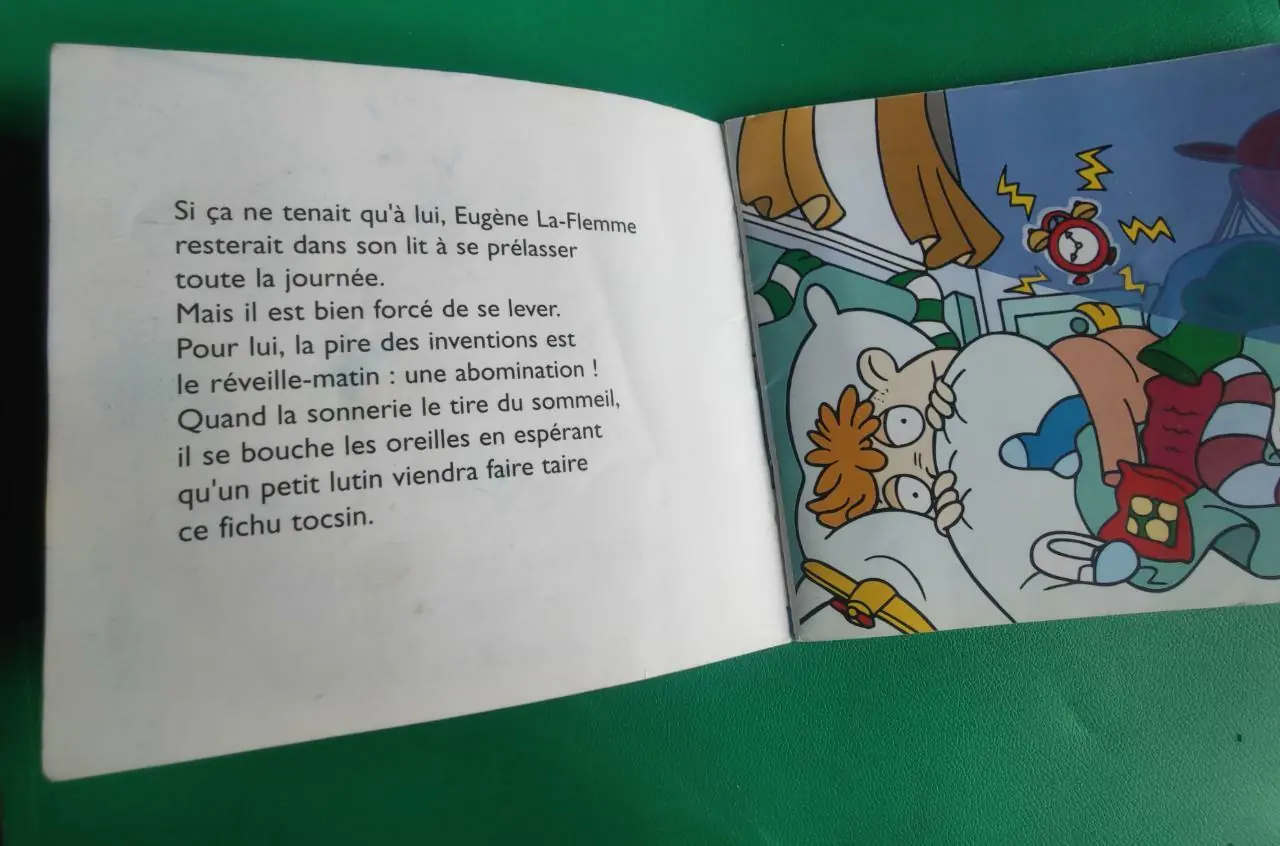 Si ça ne tenait qu'à lui, Eugène La-Flemme
resterait dans son lit à se prélasser
toute la journée.
Mais il est bien forcé de se lever.
Pour lui, la pire des inventions est
le réveille-matin : une abomination !
Quand la sonnerie le tire du sommeil,
il se bouche les oreilles en espérant
qu'un petit lutin viendra faire taire
ce fichu tocsin.